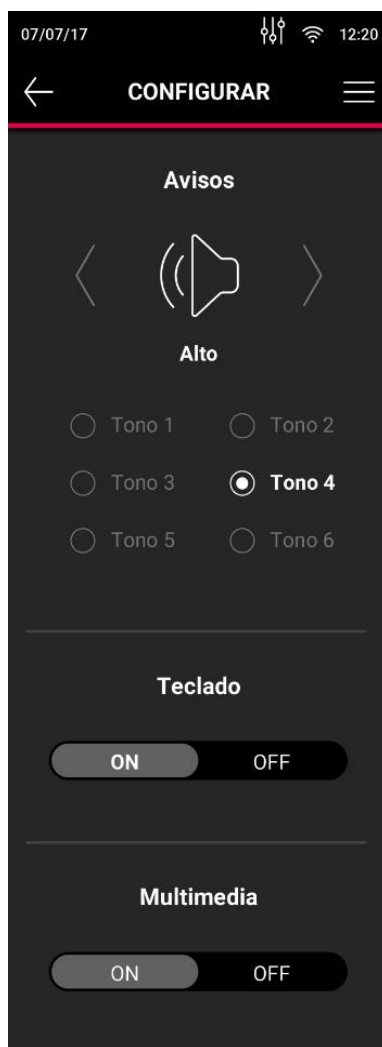 07/07/17 12:20
CONFIGURAR
Avisos
Alto
Tono 1 Tono 2
Tono 3 Tono 4
Tono 5 Tono 6
Teclado
ON OFF
Multimedia
ON OFF